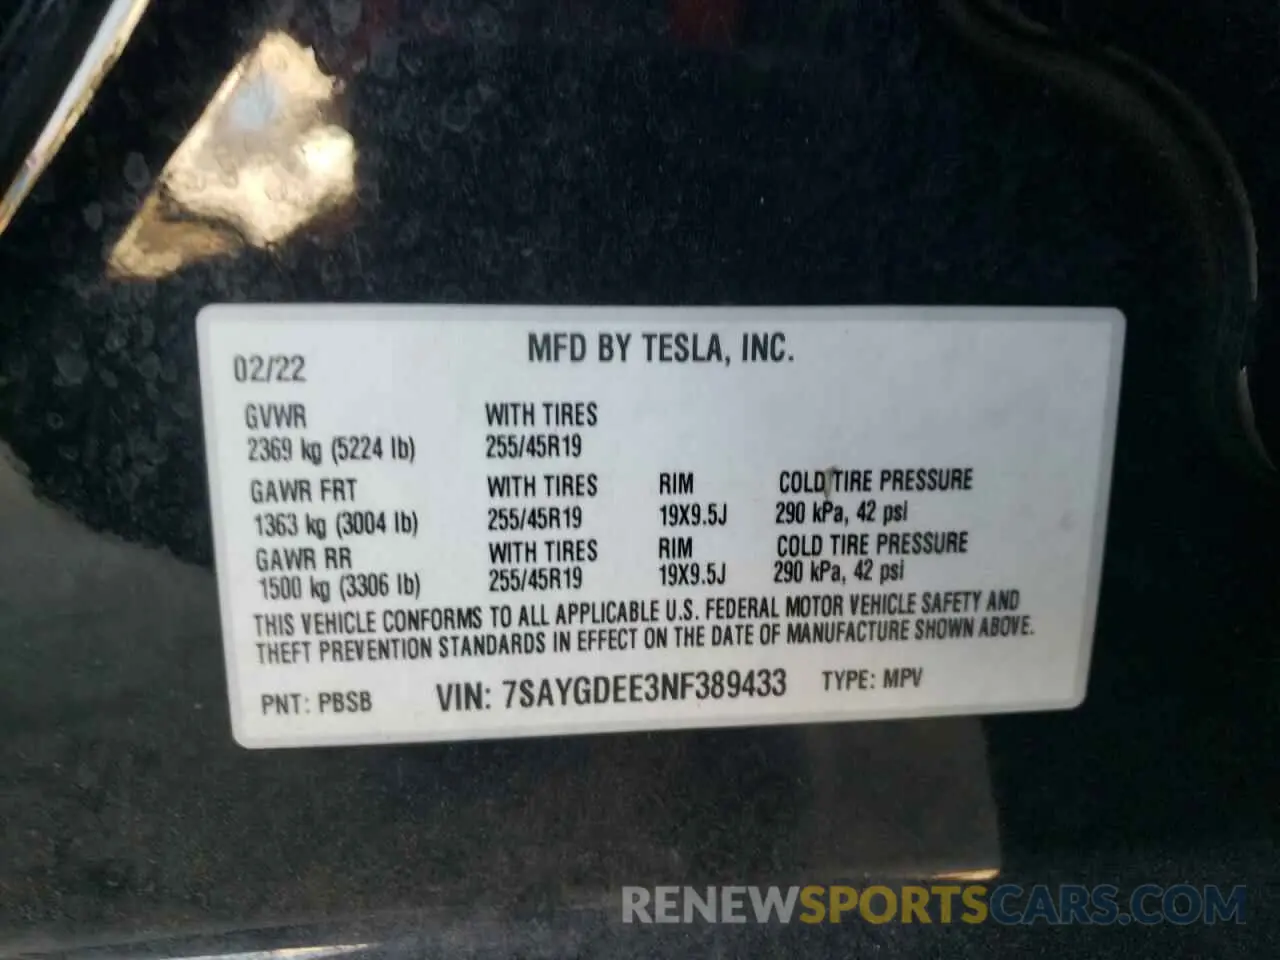 MFD BY TESLA, INC.
02/22
GVWR WITH TIRES
2369 kg (5224 lb) 255/45R19
GAWR FRT WITH TIRES RIM COLD TIRE PRESSURE
1363 kg (3004 lb) 255/45R19 19X9.5J 290 kPa, 42 psi
GAWR RR WITH TIRES RIM COLD TIRE PRESSURE
1500 kg (3306 lb) 255/45R19 19X9.5J 290 kPa, 42 psi
THIS VEHICLE CONFORMS TO ALL APPLICABLE U.S. FEDERAL MOTOR VEHICLE SAFETY AND
THEFT PREVENTION STANDARDS IN EFFECT ON THE DATE OF MANUFACTURE SHOWN ABOVE.
PNT: PBSB VIN: 7SAYGDEE3NF389433 TYPE: MPV
RENEWSPORTSCARS.COM